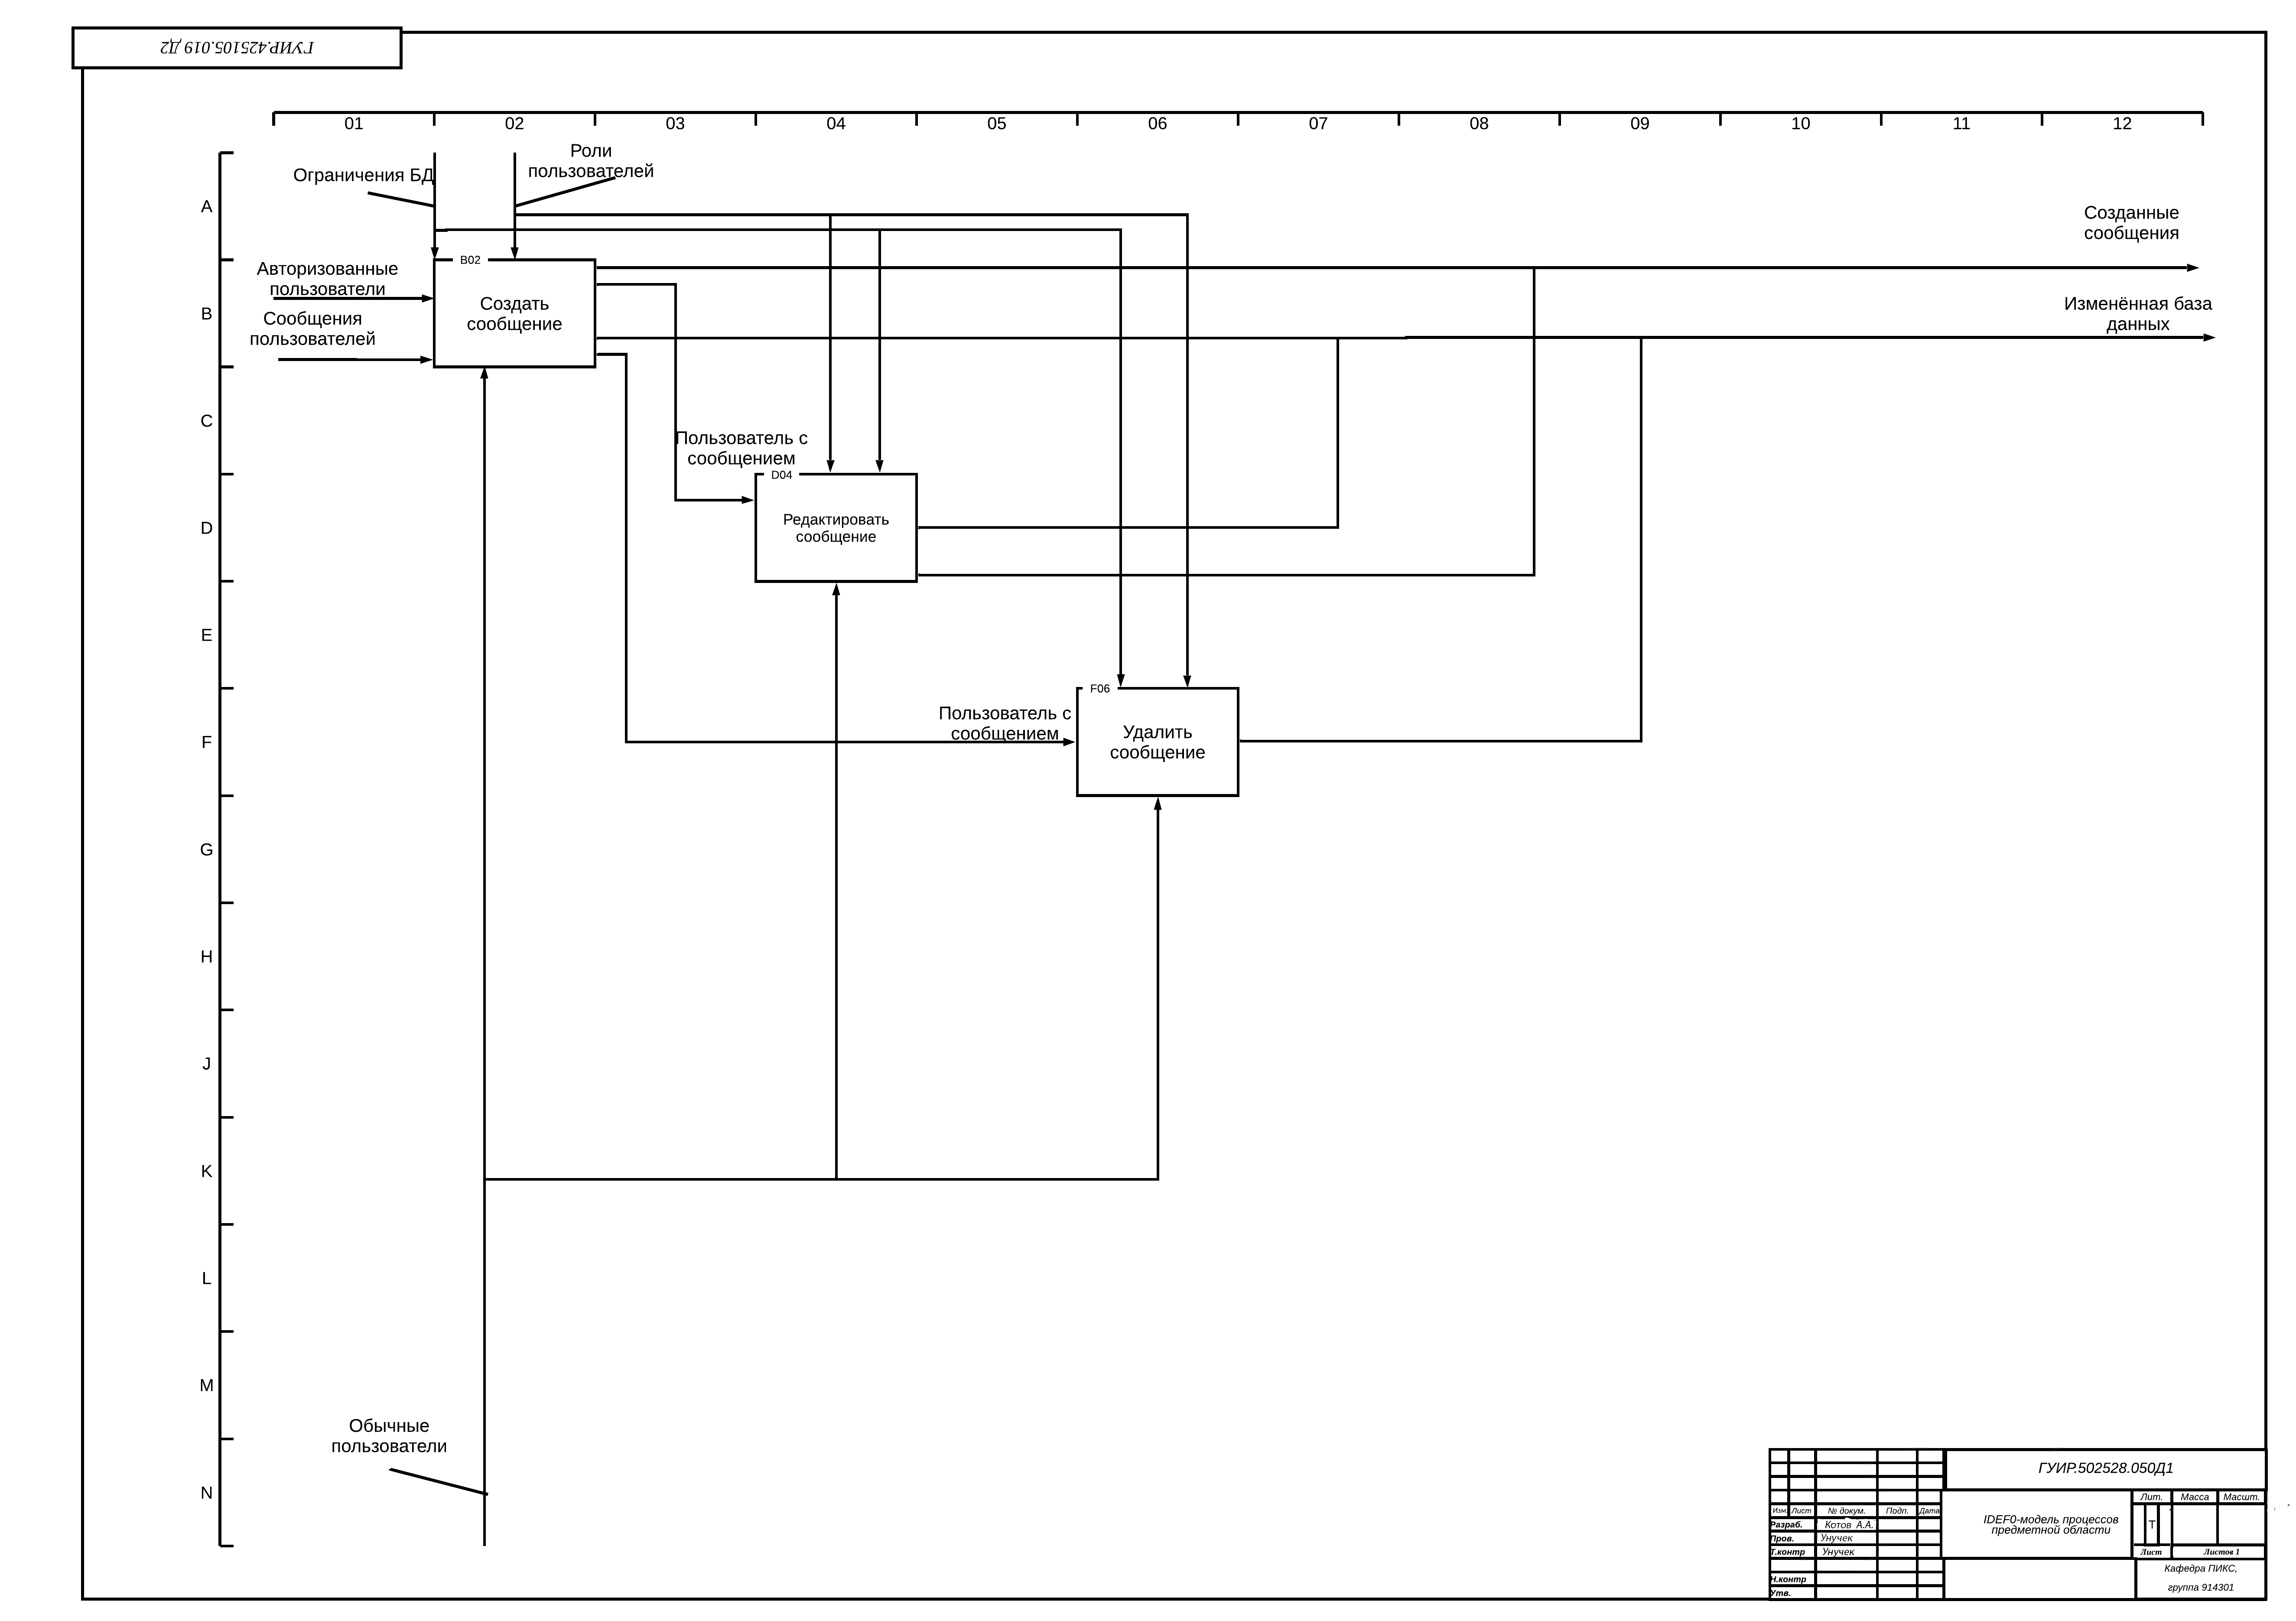 ГУИР.425105.019 Д2
01 02 03 04 05 06 07 08 09 10 11 12
Роли
пользователей
Ограничения БД
A
Созданные
сообщения
B02
Авторизованные
пользователи
Создать
сообщение
Изменённая база
данных
B
Сообщения
пользователей
C
Пользователь с
сообщением
D04
Редактировать
сообщение
D
E
F06
Пользователь с
сообщением
Удалить
сообщение
F
G
H
J
K
L
M
Обычные
пользователи
N
ГУИР.502528.050Д1
Лит. Масса Масшт.
Изм. Лист № докум. Подп. Дата
IDEF0-модель процессов
предметной области
Т
Разраб. Котов А.А.
Пров. Унучек
Т.контр Унучек
Лист Листов 1
Кафедра ПИКС,
группа 914301
Н.контр
Утв.